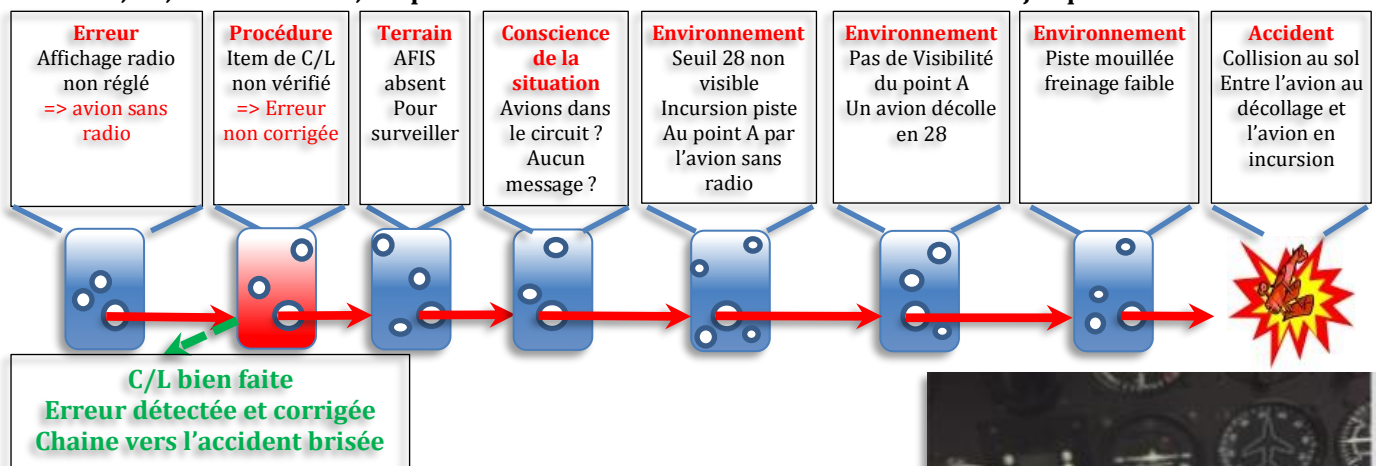 Erreur
Affichage radio
non réglé
=> avion sans
radio
Procédure
Item de C/L
non vérifié
=> Erreur
non corrigée
Terrain
AFIS
absent
Pour
surveiller
Conscience
de la
situation
Avions dans
le circuit ?
Aucun
message ?
Environnement
Seuil 28 non
visible
Incursion piste
Au point A par
l'avion sans
radio
Environnement
Pas de Visibilité
du point A
Un avion décolle
en 28
Environnement
Piste mouillée
freinage faible
Accident
Collision au sol
Entre l'avion au
décollage et
l'avion en
incursion
C/L bien faite
Erreur détectée et corrigée
Chaine vers l'accident brisée